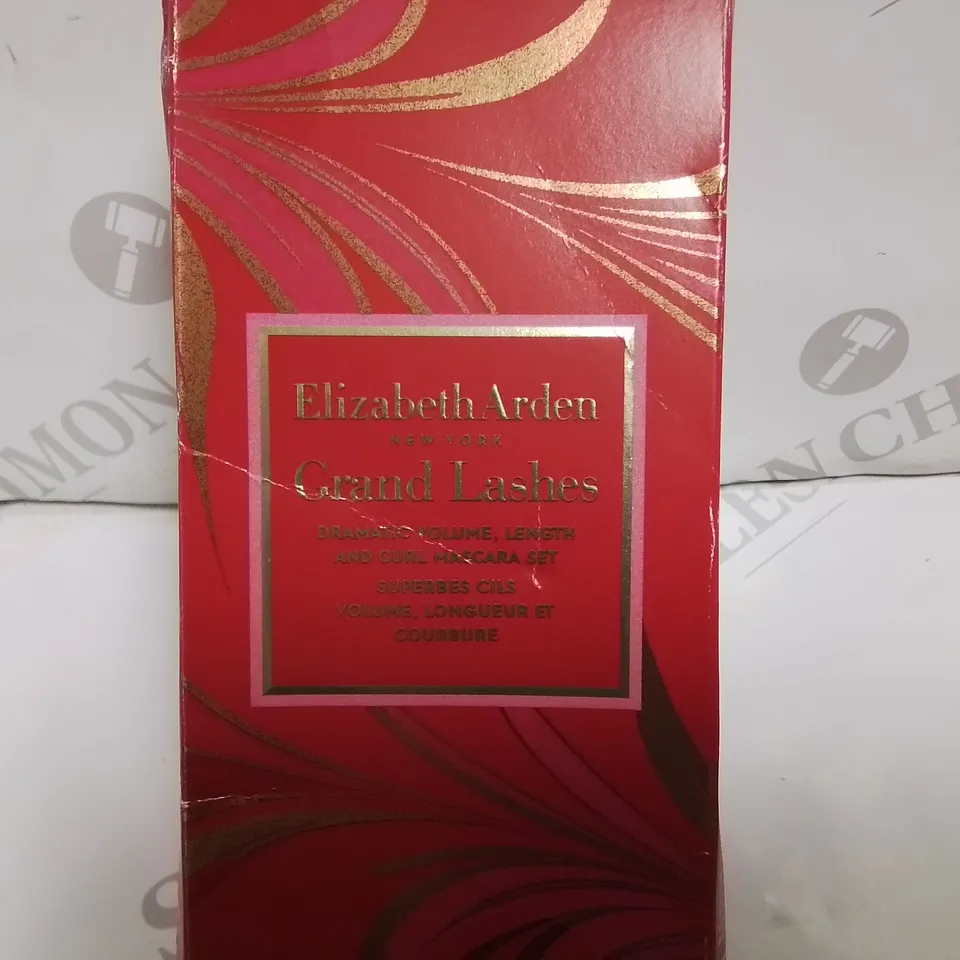 Elizabeth Arden
NEW YORK
Grand Lashes
DRAMATIC VOLUME, LENGTH
AND CURL MASCARA SET
SUPERBES CILS
VOLUME, LONGUEUR ET
COURBURE